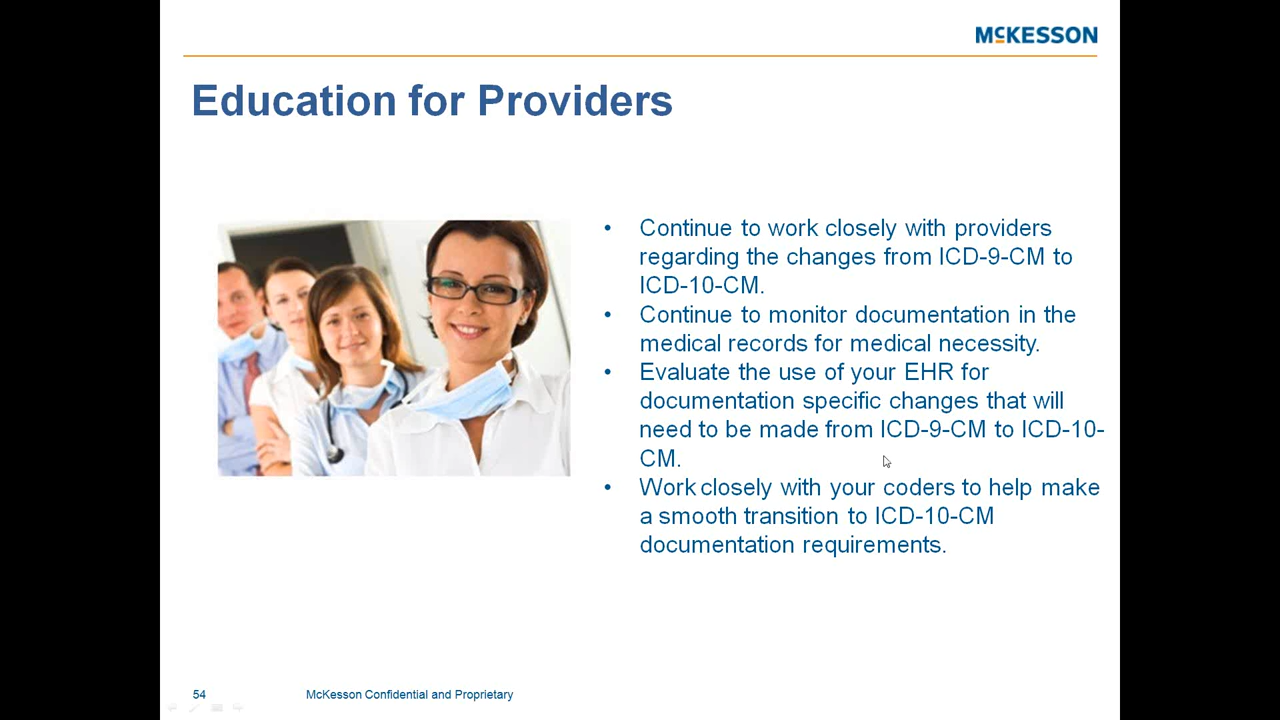 McKESSON
Education for Providers
• Continue to work closely with providers
regarding the changes from ICD-9-CM to
ICD-10-CM.
• Continue to monitor documentation in the
medical records for medical necessity.
• Evaluate the use of your EHR for
documentation specific changes that will
need to be made from ICD-9-CM to ICD-10-
CM.
• Work closely with your coders to help make
a smooth transition to ICD-10-CM
documentation requirements.
54 McKesson Confidential and Proprietary